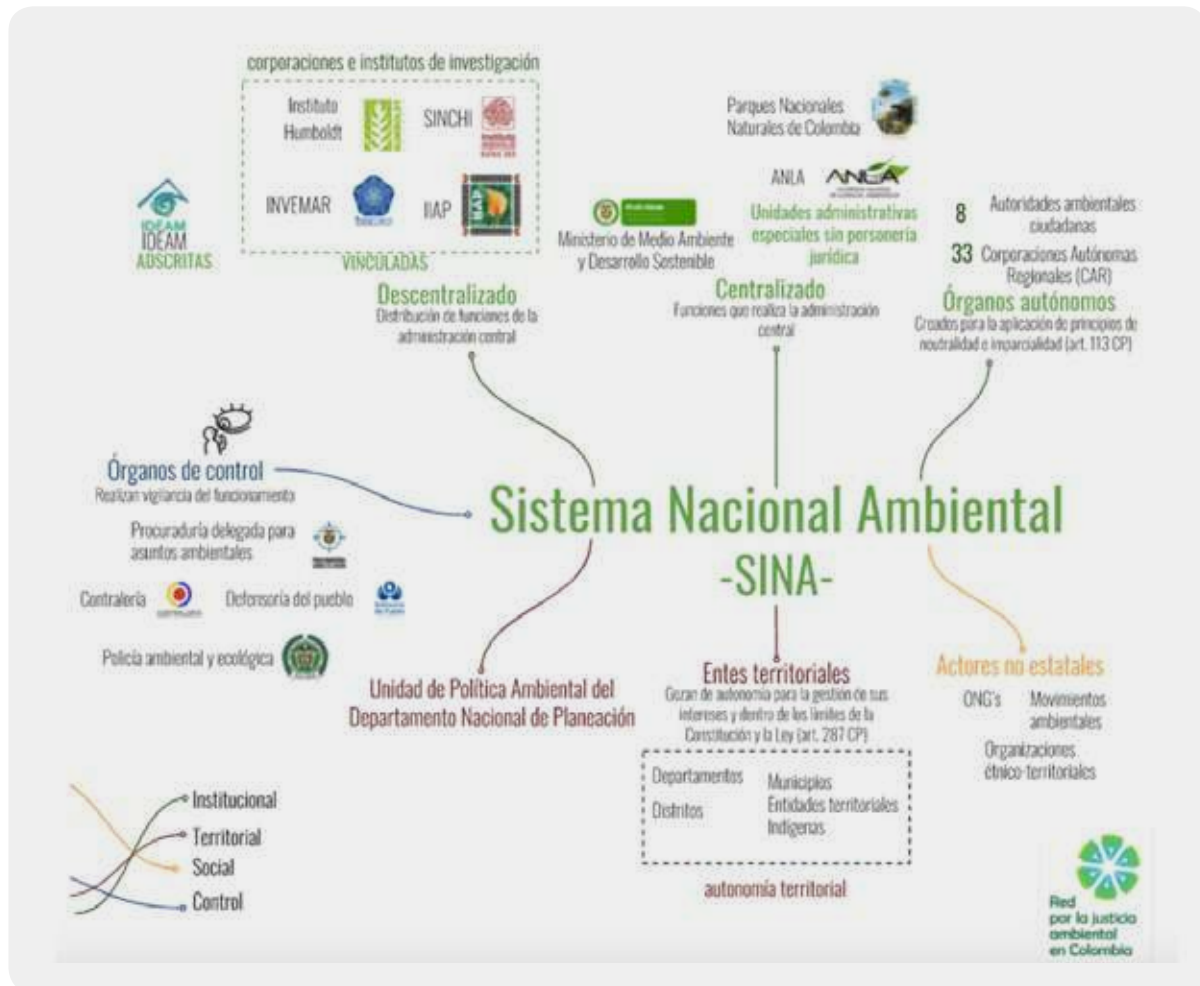 corporaciones e institutos de investigación
Instituto
Humboldt
SINCHI
INVEMAR
IIAP
VINCULADAS
IDEAM
IDEAM
ADSCRITAS
Descentralizado
Distribución de funciones de la
administración central
Ministerio de Medio Ambiente
y Desarrollo Sostenible
Parques Nacionales
Naturales de Colombia
ANLA
ANLA
Unidades administrativas
especiales sin personería
jurídica
Centralizado
Funciones que realiza la administración
central
8 Autoridades ambientales
ciudadanas
33 Corporaciones Autónomas
Regionales (CAR)
Órganos autónomos
Creados para la aplicación de principios de
neutralidad e imparcialidad (art. 113 CP)
Órganos de control
Realizan vigilancia del funcionamiento
Procuraduría delegada para
asuntos ambientales
Contraloría
Defensoría del pueblo
Policía ambiental y ecológica
Sistema Nacional Ambiental
-SINA-
Unidad de Política Ambiental del
Departamento Nacional de Planeación
Entes territoriales
Gozan de autonomía para la gestión de sus
intereses y dentro de los límites de la
Constitución y la Ley (art. 287 CP)
Departamentos
Distritos
Municipios
Entidades territoriales
Indígenas
autonomía territorial
Actores no estatales
ONG's
Movimientos
ambientales
Organizaciones
étnico-territoriales
Institucional
Territorial
Social
Control
Red
por la justicia
ambiental
en Colombia